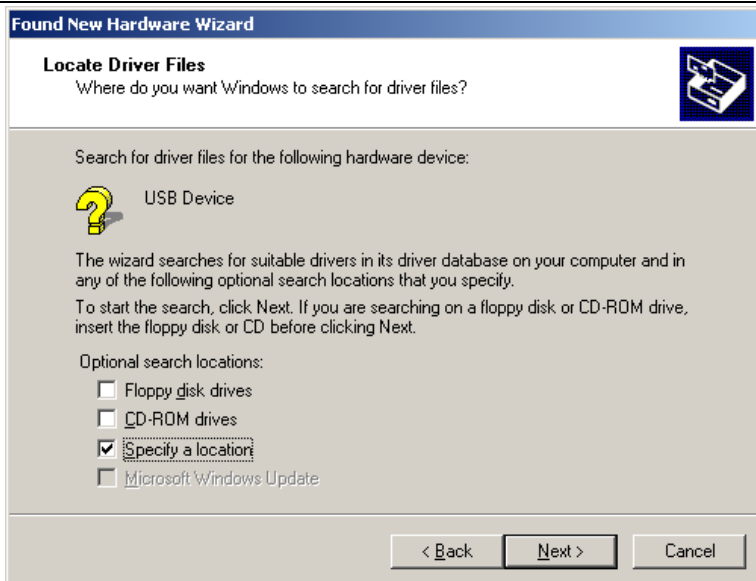 Found New Hardware Wizard
Locate Driver Files
Where do you want Windows to search for driver files?
Search for driver files for the following hardware device:
USB Device
The wizard searches for suitable drivers in its driver database on your computer and in
any of the following optional search locations that you specify.
To start the search, click Next. If you are searching on a floppy disk or CD-ROM drive,
insert the floppy disk or CD before clicking Next.
Optional search locations:
Floppy disk drives
CD-ROM drives
Specify a location
Microsoft Windows Update
< Back Next > Cancel